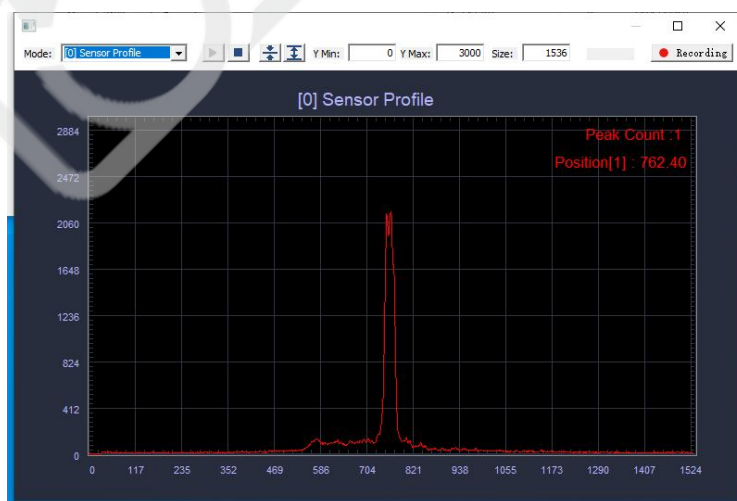 Mode: [0] Sensor Profile Y Min: 0 Y Max: 3000 Size: 1536 Recording
[0] Sensor Profile
Peak Count :1
Position[1] : 762.40
2884
2472
2060
1648
1236
824
412
0
0 117 235 352 469 586 704 821 938 1055 1173 1290 1407 1524